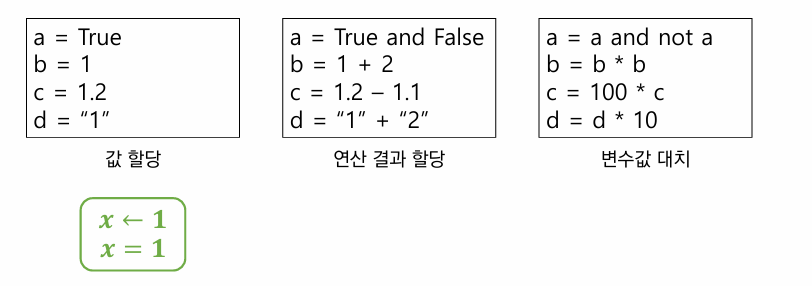 a = True
b = 1
c = 1.2
d = “1”
값 할당
a = True and False
b = 1 + 2
c = 1.2 – 1.1
d = “1” + “2”
연산 결과 할당
a = a and not a
b = b * b
c = 100 * c
d = d * 10
변수값 대치
x ← 1
x = 1